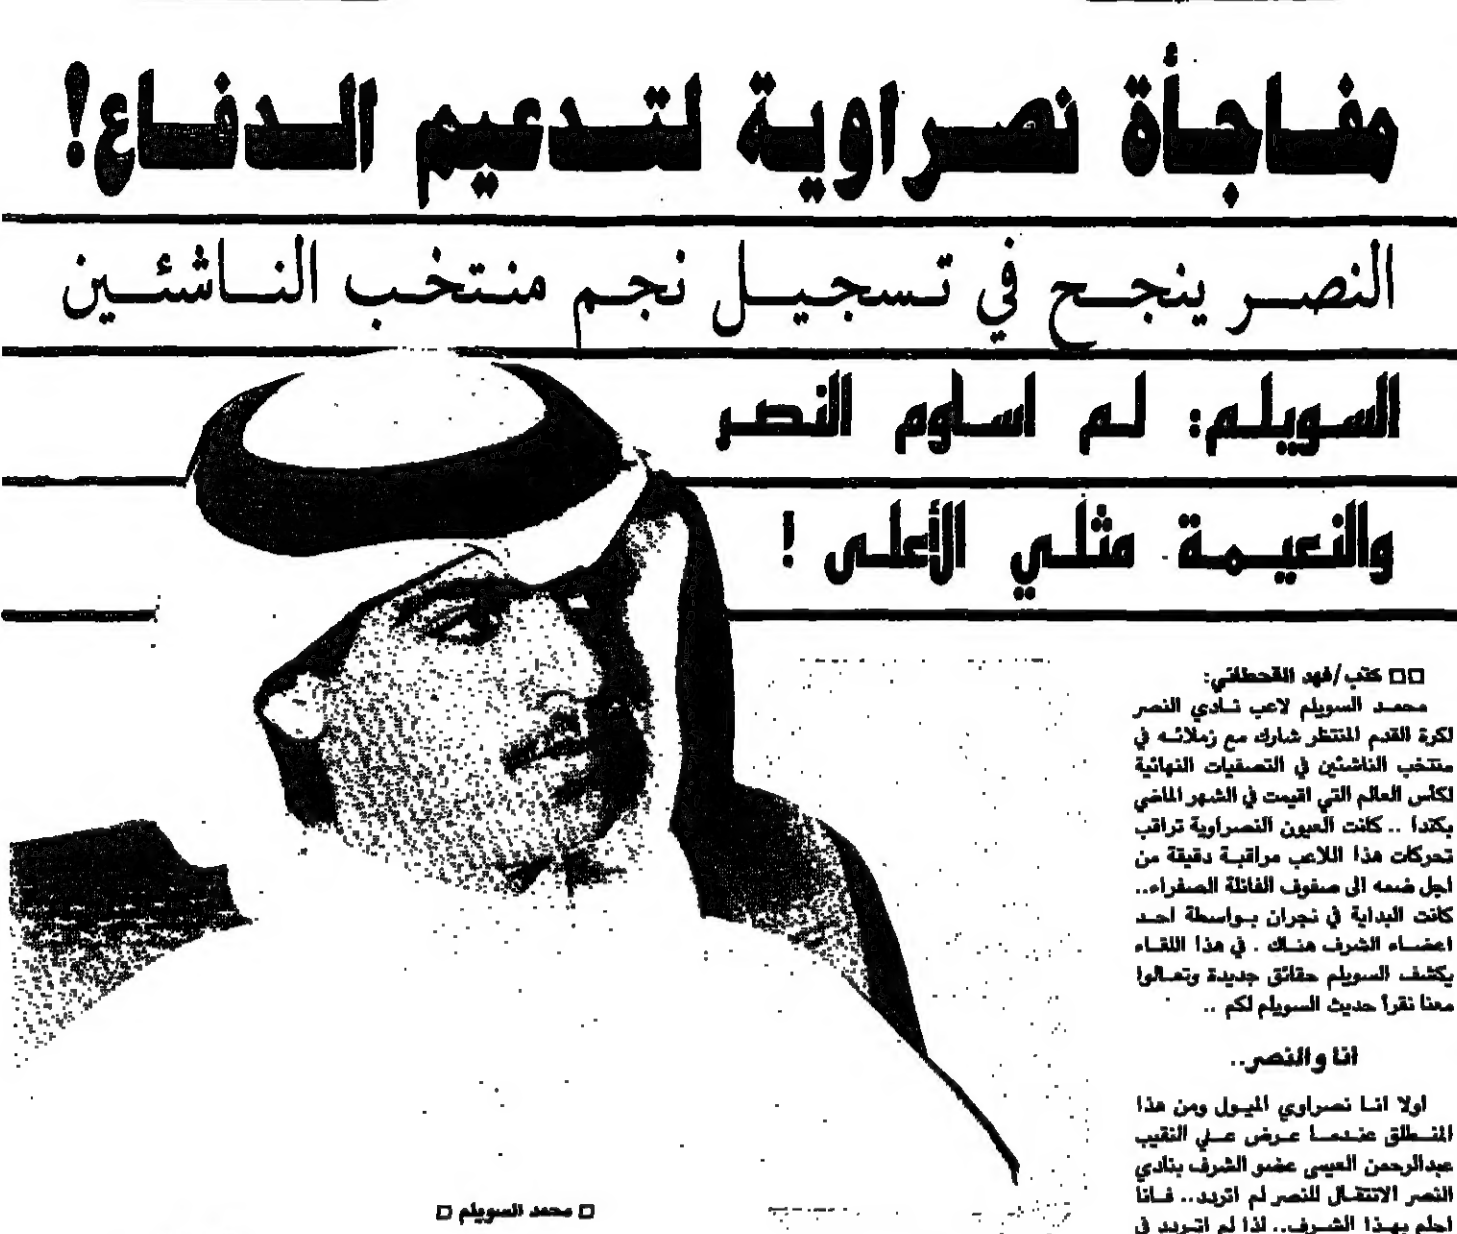 مفاجأة نصراوية لتدعيم الدفاع!
النصر ينجح في تسجيل نجم منتخب الناشئين
السويلم: لم اساوم النصر
والنعيمة مثلي الأعلى !
□□ كتب/فهد القحطاني:
محمد السويلم لاعب نادي النصر
لكرة القدم المنتظر شارك مع زملائه في
منتخب الناشئين في التصفيات النهائية
لكأس العالم التي اقيمت في الشهر الماضي
بكندا .. كانت العيون النصراوية تراقب
تحركات هذا اللاعب مراقبة دقيقة من
اجل ضمه الى صفوف الفانلة الصفراء..
كانت البداية في نجران بواسطة احد
اعضاء الشرف هناك . في هذا اللقاء
يكشف السويلم حقائق جديدة وتعالوا
معنا نقرأ حديث السويلم لكم ..
انا والنصر..
اولا انا نصراوي الميول ومن هذا
المنطلق عندما عرض علي النقيب
عبدالرحمن العيسى عضو الشرف بنادي
النصر الانتقال للنصر لم اتردد.. فانا
احلم بهذا الشرف.. لذا لم اتردد في
□ محمد السويلم □